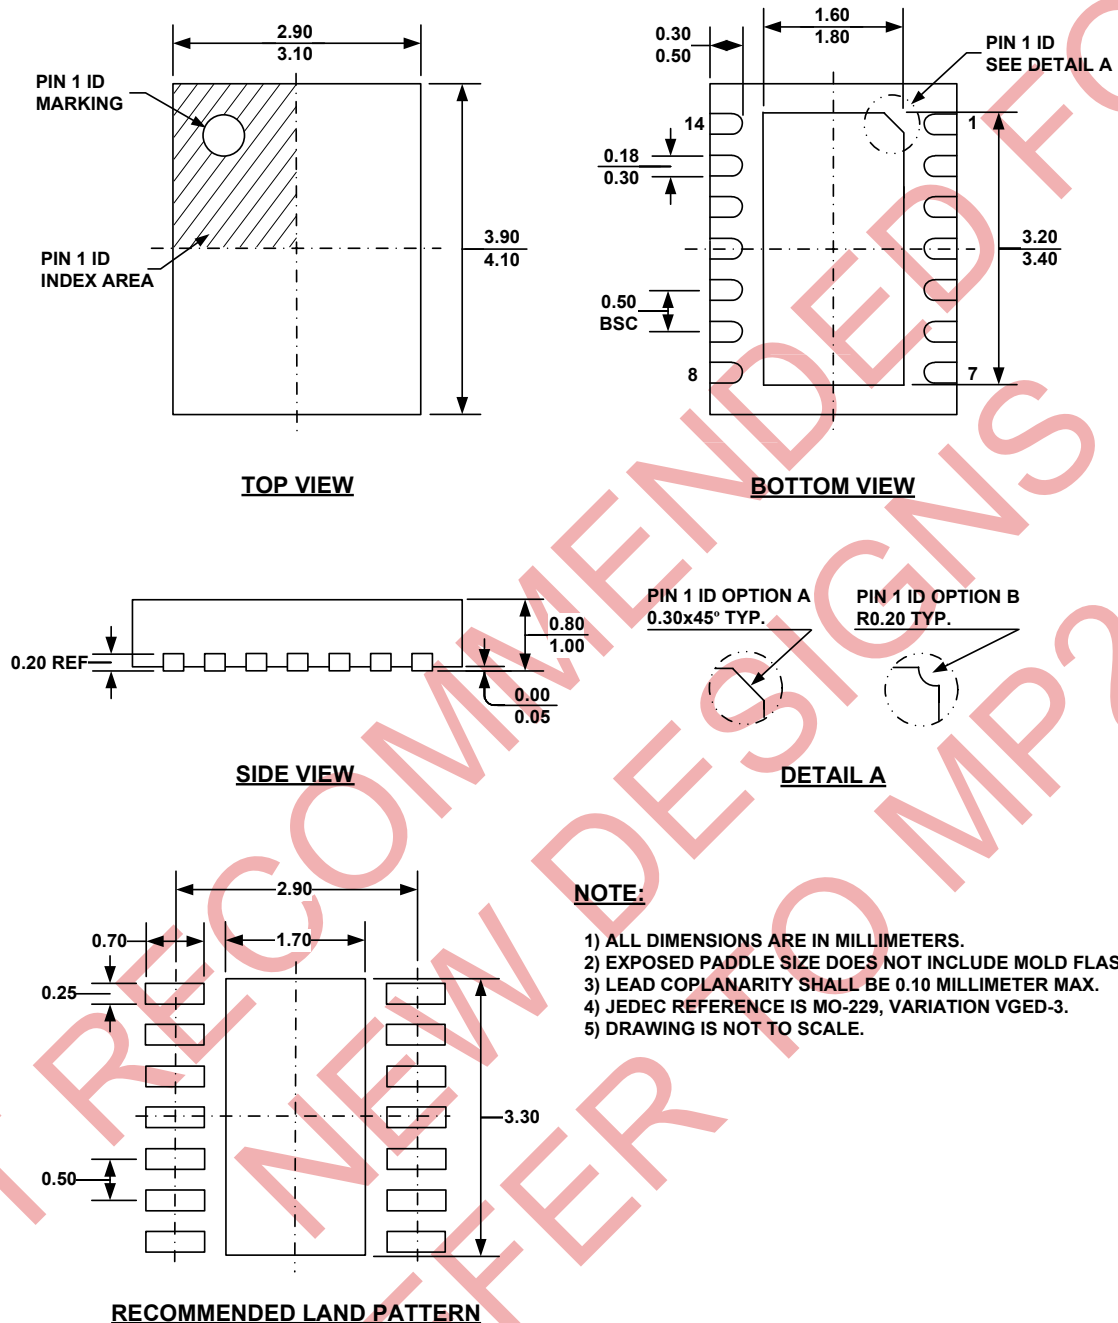 2.90
3.10
PIN 1 ID
MARKING
PIN 1 ID
INDEX AREA
3.90
4.10
TOP VIEW
1.60
1.80
0.30
0.50
PIN 1 ID
SEE DETAIL A
14
1
0.18
0.30
0.50
BSC
3.20
3.40
8
7
BOTTOM VIEW
0.20 REF
0.80
1.00
0.00
0.05
SIDE VIEW
PIN 1 ID OPTION A
0.30x45° TYP.
PIN 1 ID OPTION B
R0.20 TYP.
DETAIL A
2.90
0.70
1.70
0.25
0.50
3.30
RECOMMENDED LAND PATTERN
NOTE:
1) ALL DIMENSIONS ARE IN MILLIMETERS.
2) EXPOSED PADDLE SIZE DOES NOT INCLUDE MOLD FLAS
3) LEAD COPLANARITY SHALL BE 0.10 MILLIMETER MAX.
4) JEDEC REFERENCE IS MO-229, VARIATION VGED-3.
5) DRAWING IS NOT TO SCALE.
RECOMMENDED FO
NEW DESIGNS
FER TO MP2